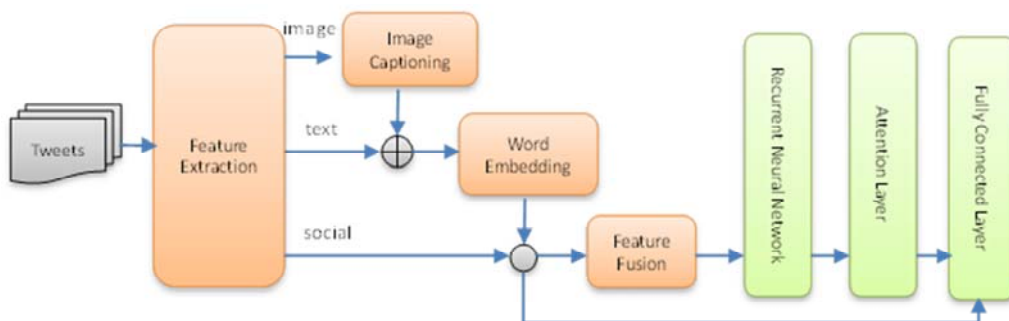 image
Image
Captioning
Tweets
Feature
Extraction
text
Word
Embedding
social
Feature
Fusion
Recurrent Neural Network
Attention Layer
Fully Connected Layer